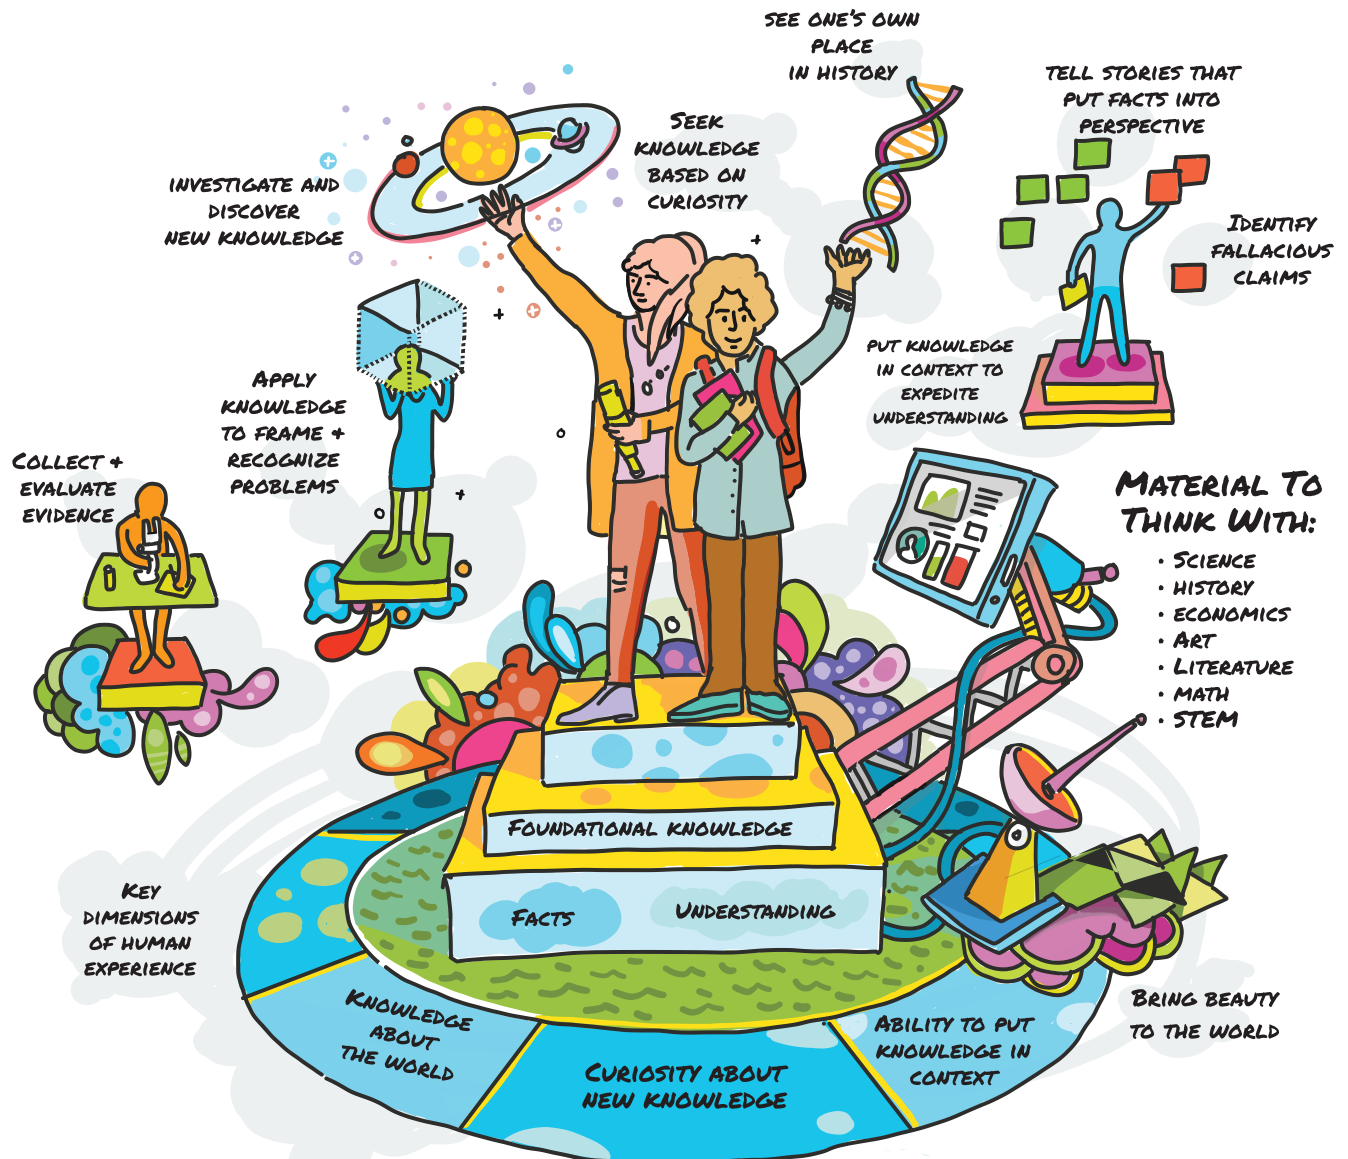 SEE ONE'S OWN
PLACE
IN HISTORY
TELL STORIES THAT
PUT FACTS INTO
PERSPECTIVE
SEEK
KNOWLEDGE
BASED ON
CURIOSITY
INVESTIGATE AND
DISCOVER
NEW KNOWLEDGE
IDENTIFY
FALLACIOUS
CLAIMS
PUT KNOWLEDGE
IN CONTEXT TO
EXPEDITE
UNDERSTANDING
APPLY
KNOWLEDGE
TO FRAME +
RECOGNIZE
PROBLEMS
COLLECT +
EVALUATE
EVIDENCE
MATERIAL TO
THINK WITH:
• SCIENCE
• HISTORY
• ECONOMICS
• ART
• LITERATURE
• MATH
• STEM
FOUNDATIONAL KNOWLEDGE
FACTS
UNDERSTANDING
KEY
DIMENSIONS
OF HUMAN
EXPERIENCE
KNOWLEDGE
ABOUT
THE WORLD
CURIOSITY ABOUT
NEW KNOWLEDGE
ABILITY TO PUT
KNOWLEDGE IN
CONTEXT
BRING BEAUTY
TO THE WORLD